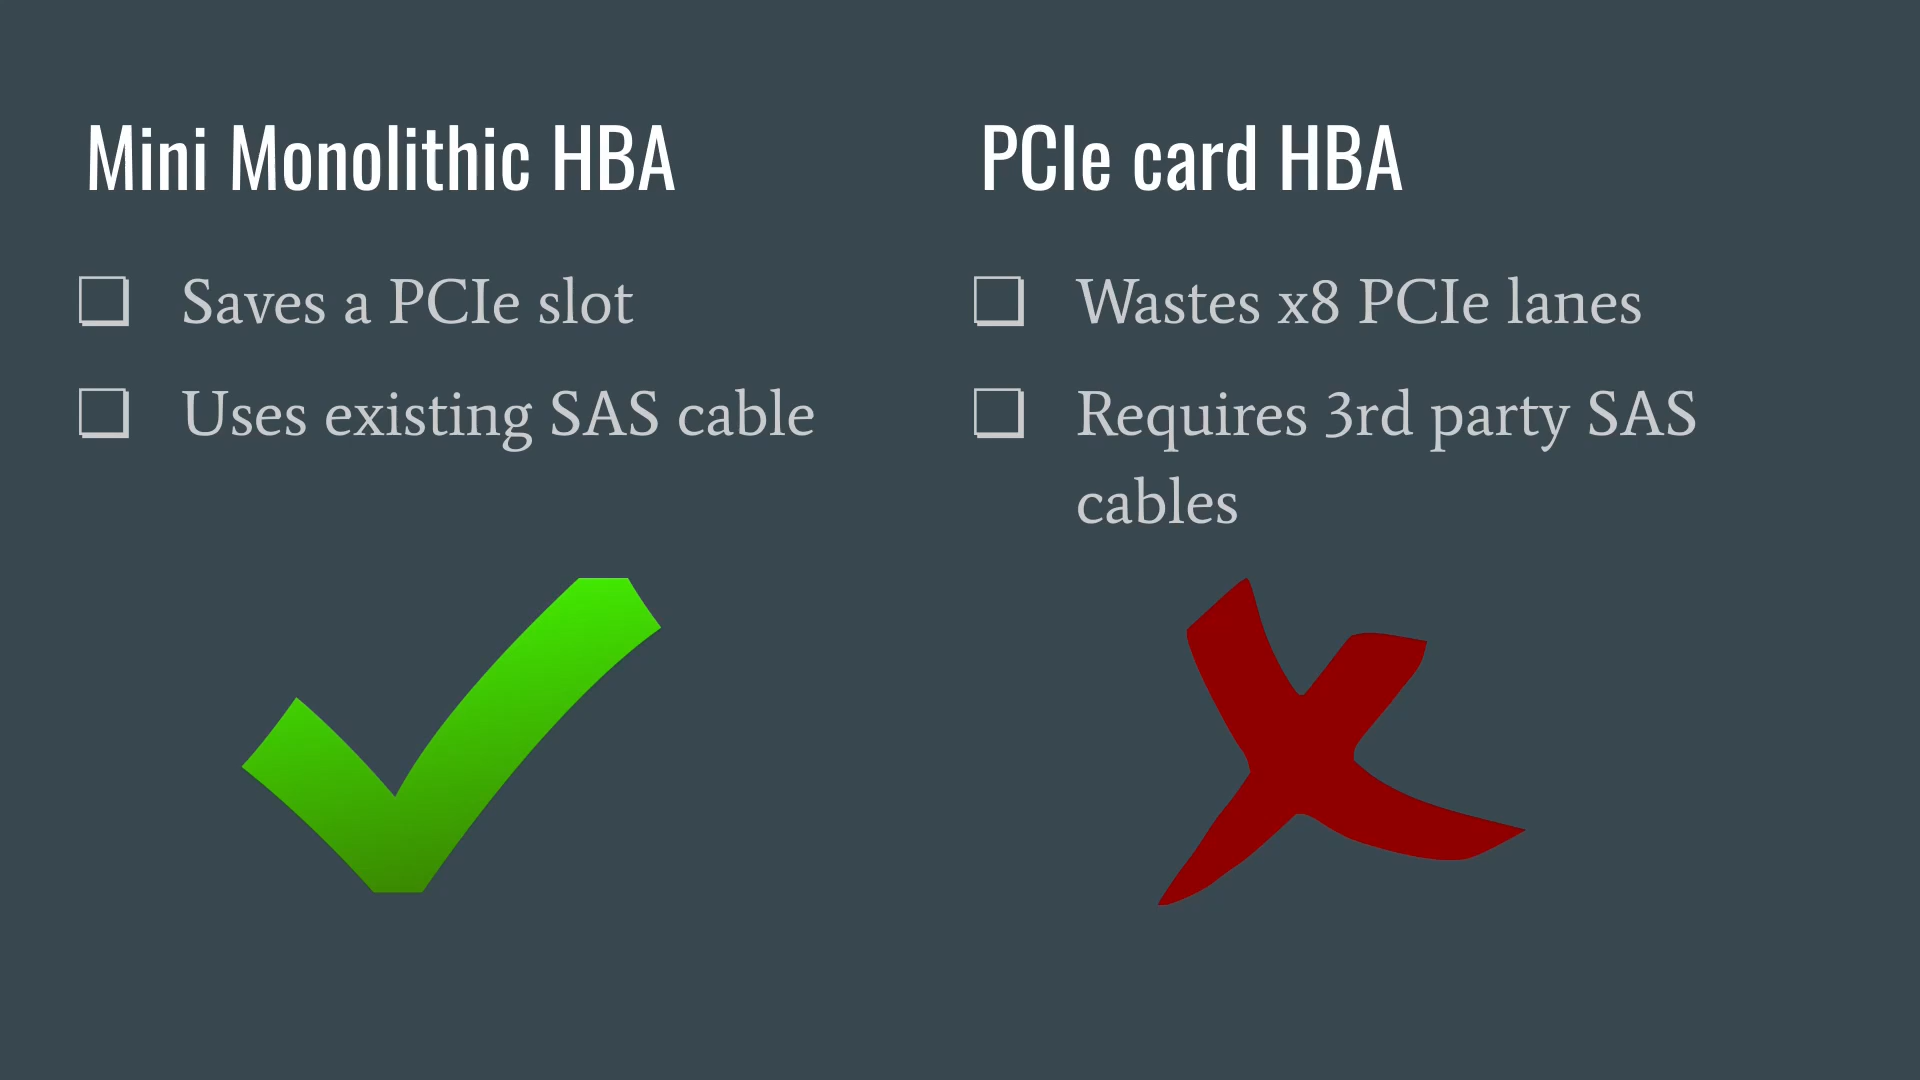 Mini Monolithic HBA
❏ Saves a PCIe slot
❏ Uses existing SAS cable
PCIe card HBA
❏ Wastes x8 PCIe lanes
❏ Requires 3rd party SAS
cables